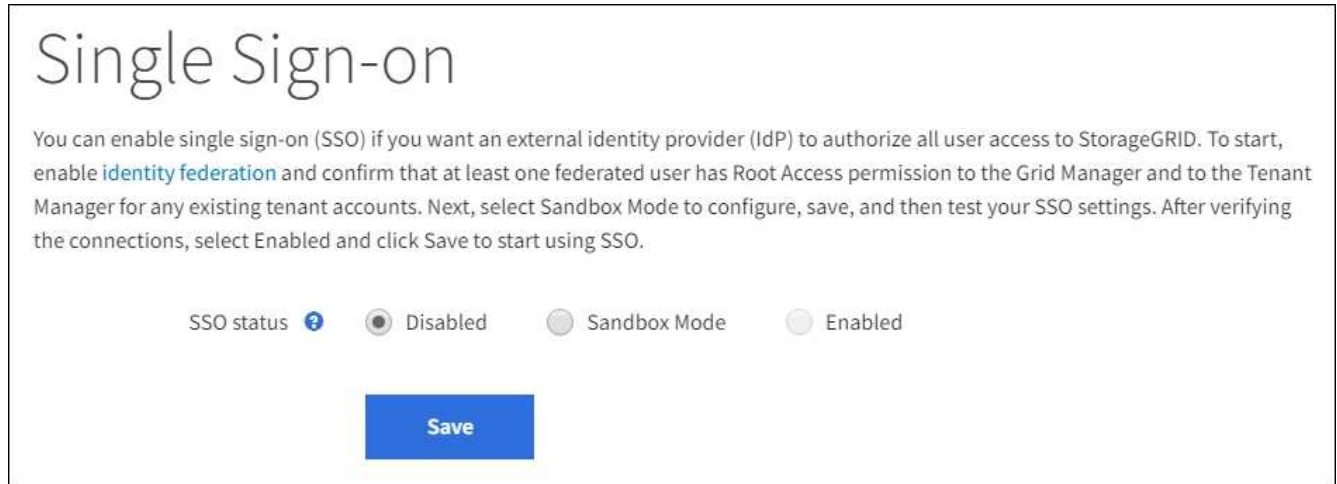 Single Sign-on
You can enable single sign-on (SSO) if you want an external identity provider (IdP) to authorize all user access to StorageGRID. To start,
enable identity federation and confirm that at least one federated user has Root Access permission to the Grid Manager and to the Tenant
Manager for any existing tenant accounts. Next, select Sandbox Mode to configure, save, and then test your SSO settings. After verifying
the connections, select Enabled and click Save to start using SSO.
SSO status ? Disabled Sandbox Mode Enabled
Save